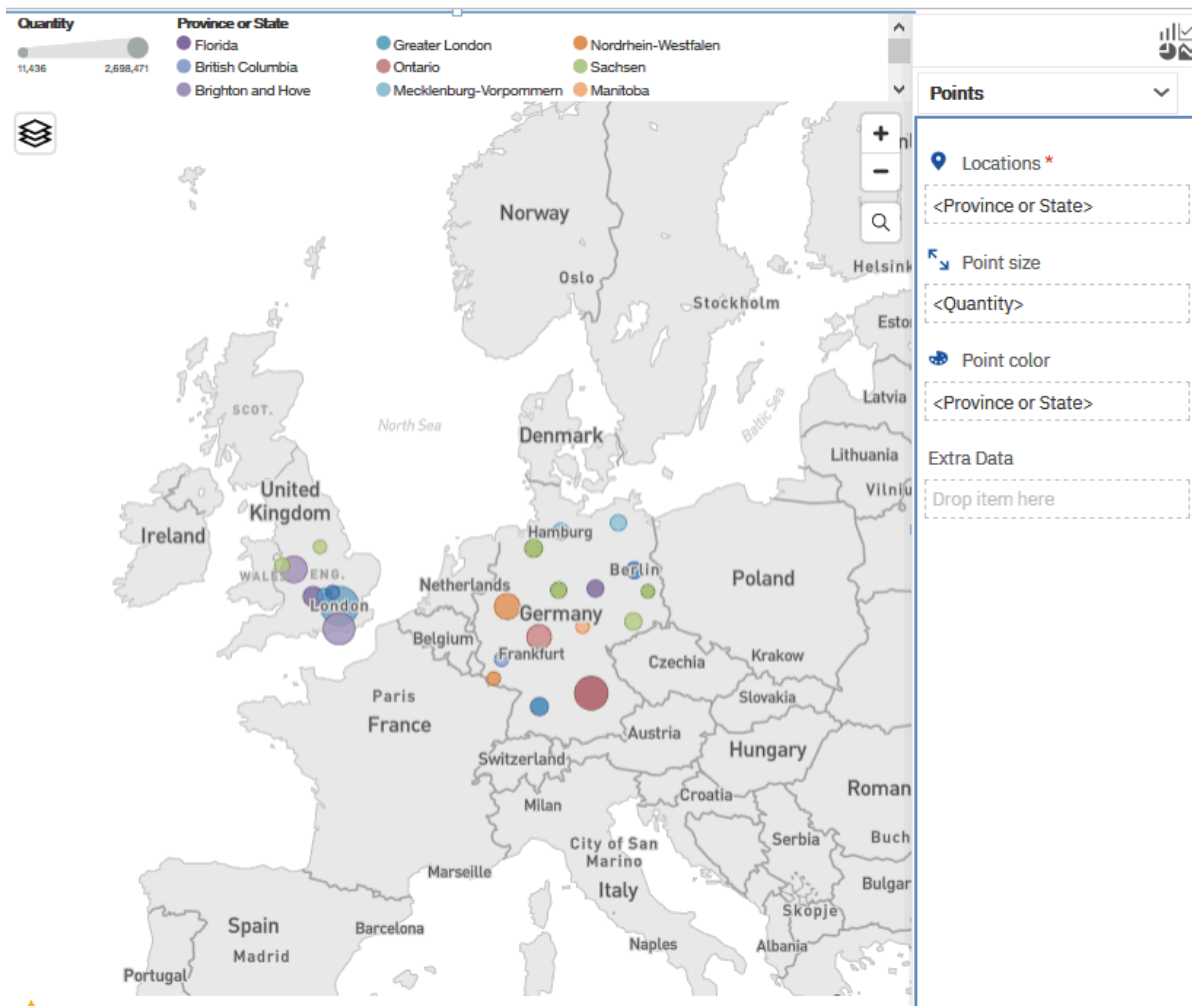 Quantity
11,436
2,698,471
Province or State
Florida
Greater London
Nordrhein-Westfalen
British Columbia
Ontario
Sachsen
Brighton and Hove
Mecklenburg-Vorpommern
Manitoba
Points
Locations *
<Province or State>
Point size
<Quantity>
Point color
<Province or State>
Extra Data
Drop item here
+
−
Norway
Oslo
Helsink
Stockholm
Esto
Latvia
SCOT.
North Sea
Baltic Sea
Denmark
Lithuania
Vilniu
United
Kingdom
Ireland
Hamburg
WALES
ENG.
Berlin
Netherlands
Poland
London
Germany
Belgium
Frankfurt
Czechia
Krakow
Paris
Slovakia
France
Austria
Hungary
Switzerland
Croatia
Roman
Milan
Serbia
Buch
City of San
Marino
Marseille
Italy
Bulgar
Skopje
Spain
Barcelona
Madrid
Naples
Albania
Portugal